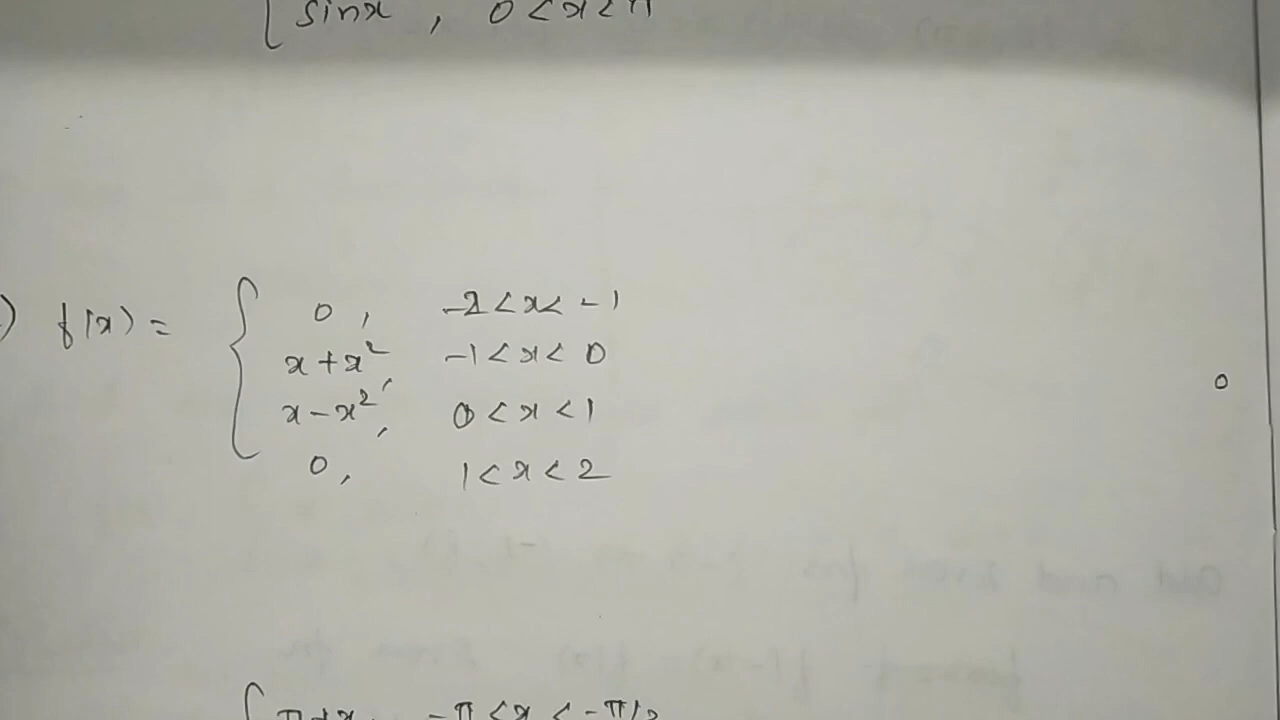 sinx , 0<x<π
) f(x) = { 0, -2<x<-1
x+x², -1<x<0
x-x², 0<x<1
0, 1<x<2
π+x, -π<x<-π/2